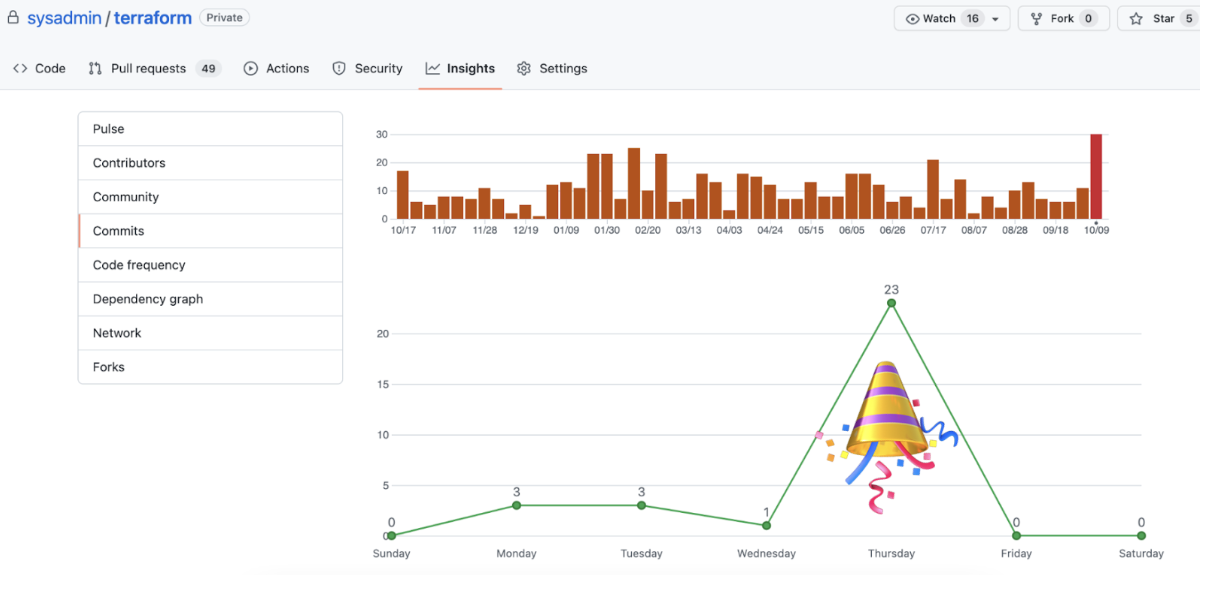 sysadmin / terraform Private
Watch 16 Fork 0 Star 5
Code Pull requests 49 Actions Security Insights Settings
Pulse
Contributors
Community
Commits
Code frequency
Dependency graph
Network
Forks
30
20
10
0
10/17 11/07 11/28 12/19 01/09 01/30 02/20 03/13 04/03 04/24 05/15 06/05 06/26 07/17 08/07 08/28 09/18 10/09
23
20
15
10
5
3 3
1
0 0 0
0
Sunday Monday Tuesday Wednesday Thursday Friday Saturday